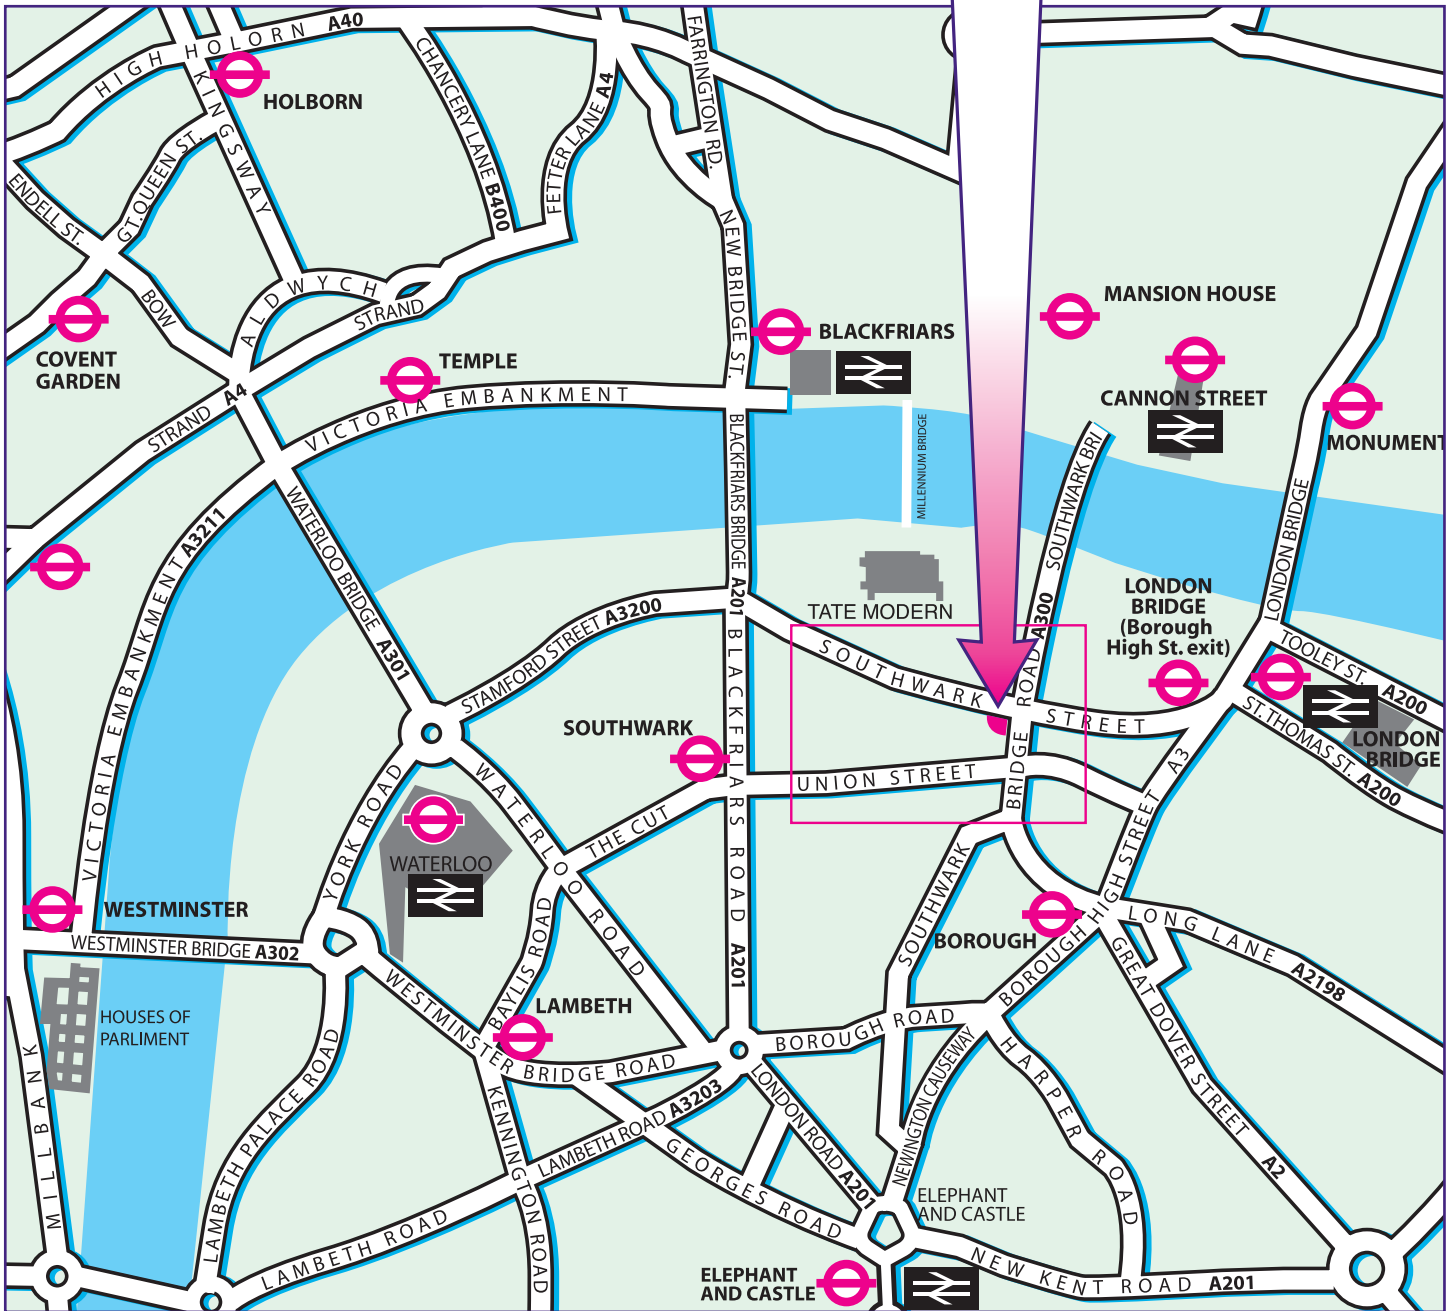 A40
HIGH HOLORN
HOLBORN
KINGSWAY
CHANCERY LANE B400
FETTER LANE A4
FARRINGTON RD.
GT.QUEEN ST.
ENDELL ST.
BOW
ALDWYCH
STRAND
NEW BRIDGE ST.
COVENT
GARDEN
TEMPLE
BLACKFRIARS
MANSION HOUSE
CANNON STREET
MONUMENT
STRAND A4
VICTORIA EMBANKMENT
MILLENNIUM BRIDGE
SOUTHWARK BRI
LONDON BRIDGE
WATERLOO BRIDGE A301
BLACKFRIARS BRIDGE A201
VICTORIA EMBANKMENT A3211
TATE MODERN
A300
LONDON
BRIDGE
(Borough
High St. exit)
STAMFORD STREET A3200
SOUTHWARK STREET
TOOLEY ST. A200
ST.THOMAS ST. A200
LONDON
BRIDGE
SOUTHWARK
UNION STREET
SOUTHWARK BRIDGE ROAD
BLACKFRIARS ROAD A201
THE CUT
YORK ROAD
WATERLOO ROAD
WATERLOO
WESTMINSTER
WESTMINSTER BRIDGE A302
HOUSES OF
PARLIMENT
MILLBANK
BAYLIS ROAD
LAMBETH
WESTMINSTER BRIDGE ROAD
BOROUGH
BOROUGH HIGH STREET A3
LONG LANE A2198
GREAT DOVER STREET A2
BOROUGH ROAD
HARPER ROAD
NEWINGTON CAUSEWAY
LONDON ROAD A201
LAMBETH ROAD A3203
LAMBETH PALACE ROAD
KENNINGTON ROAD
GEORGES ROAD
LAMBETH ROAD
ELEPHANT
AND CASTLE
ELEPHANT
AND CASTLE
NEW KENT ROAD A201